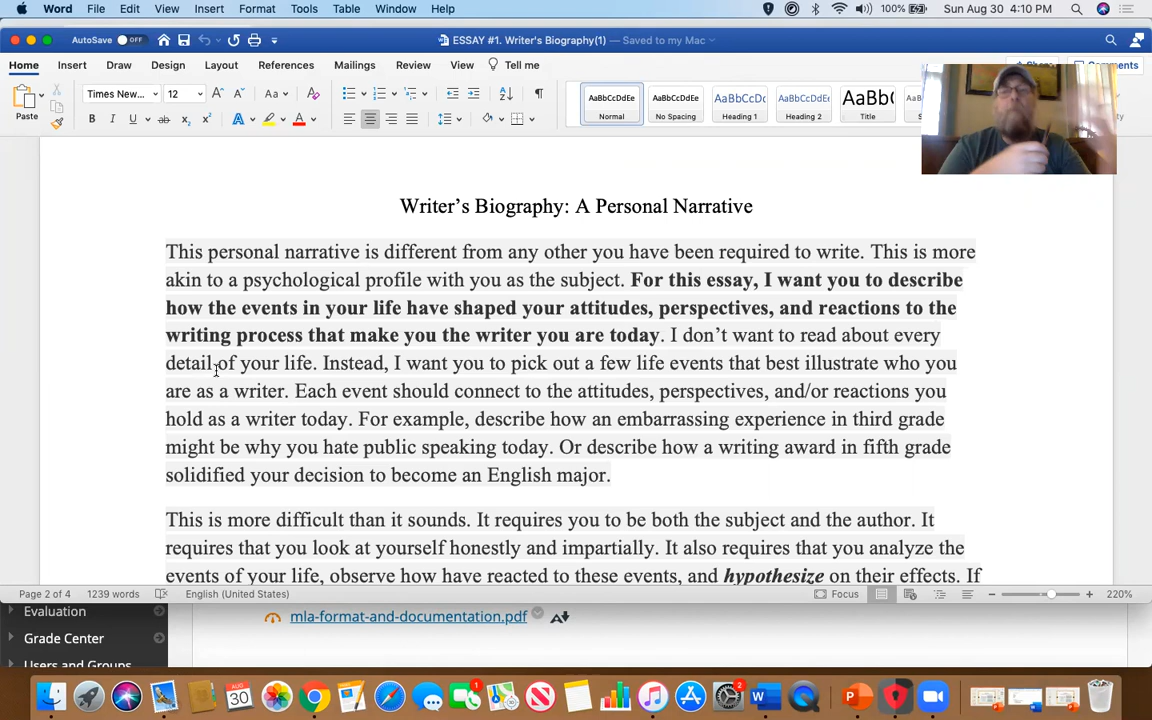 Word File Edit View Insert Format Tools Table Window Help 100% Sun Aug 30 4:10 PM
AutoSave OFF ESSAY #1. Writer's Biography(1) — Saved to my Mac
Home Insert Draw Design Layout References Mailings Review View Tell me Comments
Paste Times New... 12 Aa AaBbCcDdEe AaBbCcDdEe AaBbCcDc AaBbCcDdEe AaBbC
B I U ab X₂ X² A A Normal No Spacing Heading 1 Heading 2 Title
Writer’s Biography: A Personal Narrative
This personal narrative is different from any other you have been required to write. This is more
akin to a psychological profile with you as the subject. For this essay, I want you to describe
how the events in your life have shaped your attitudes, perspectives, and reactions to the
writing process that make you the writer you are today. I don’t want to read about every
detail of your life. Instead, I want you to pick out a few life events that best illustrate who you
are as a writer. Each event should connect to the attitudes, perspectives, and/or reactions you
hold as a writer today. For example, describe how an embarrassing experience in third grade
might be why you hate public speaking today. Or describe how a writing award in fifth grade
solidified your decision to become an English major.
This is more difficult than it sounds. It requires you to be both the subject and the author. It
requires that you look at yourself honestly and impartially. It also requires that you analyze the
events of your life, observe how have reacted to these events, and hypothesize on their effects. If
Page 2 of 4 1239 words English (United States) Focus 220%
Evaluation
mla-format-and-documentation.pdf
Grade Center
Users and Groups
AUG
30
1
2